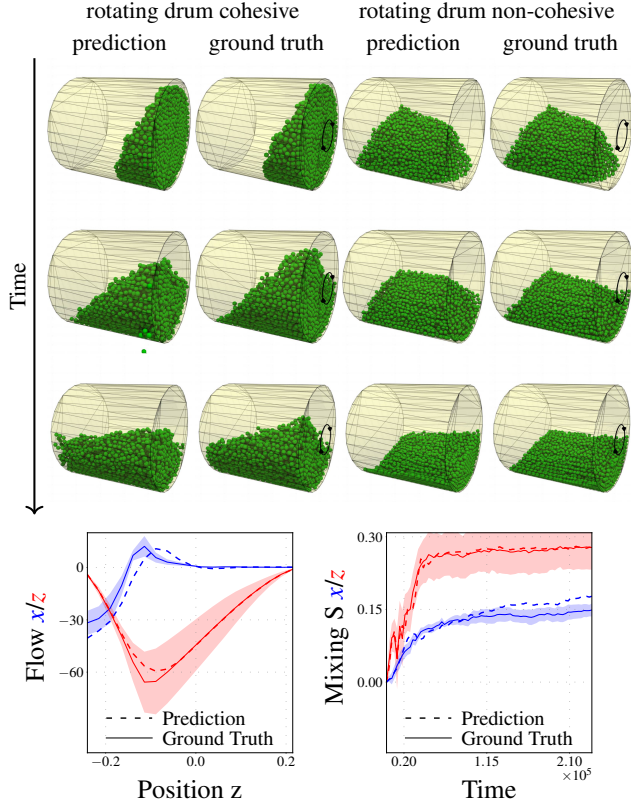 rotating drum cohesive rotating drum non-cohesive
prediction ground truth prediction ground truth
Time
Flow x/z
0
−30
−60
Prediction
Ground Truth
−0.2 0.0 0.2
Position z
Mixing S x/z
0.30
0.15
0.00
Prediction
Ground Truth
0.20 1.15 2.10
×10⁵
Time